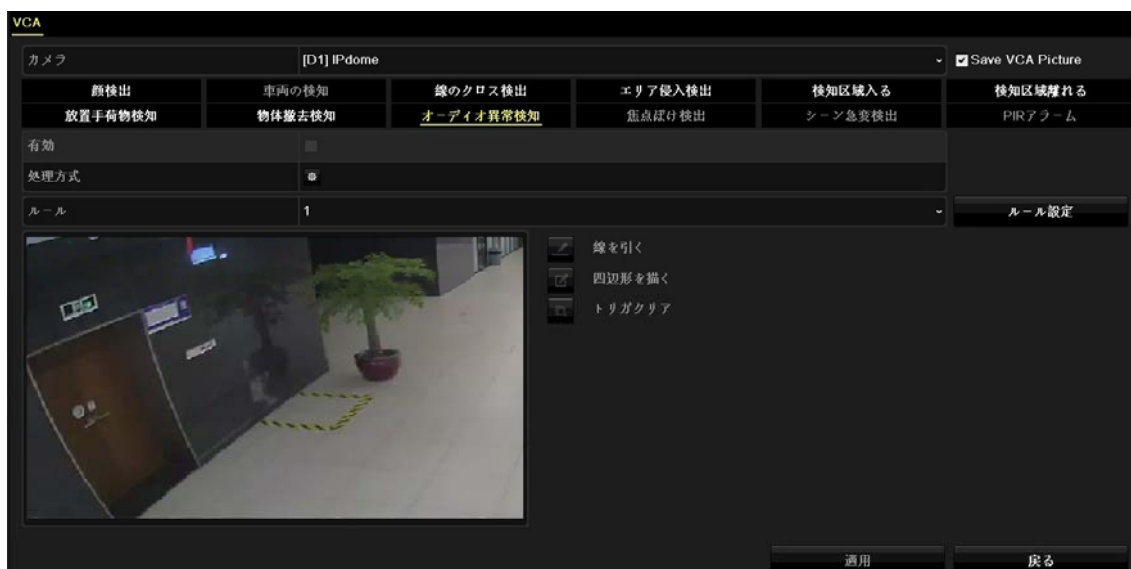 VCA
カメラ [D1] IPdome Save VCA Picture
顔検出 車両の検知 線のクロス検出 エリア侵入検出 検知区域入る 検知区域離れる
放置手荷物検知 物体撤去検知 オーディオ異常検知 焦点ぼけ検出 シーン急変検出 PIRアラーム
有効
処理方式
ルール 1 ルール設定
線を引く
四辺形を描く
トリガクリア
適用 戻る